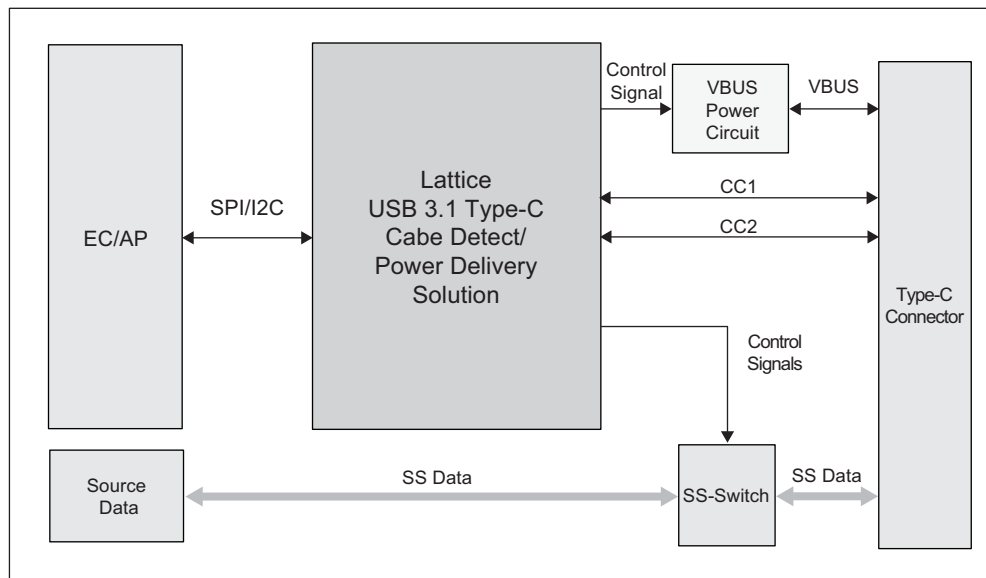 EC/AP
SPI/I2C
Lattice
USB 3.1 Type-C
Cabe Detect/
Power Delivery
Solution
Control
Signal
VBUS
Power
Circuit
VBUS
CC1
CC2
Type-C
Connector
Control
Signals
Source
Data
SS Data
SS-Switch
SS Data